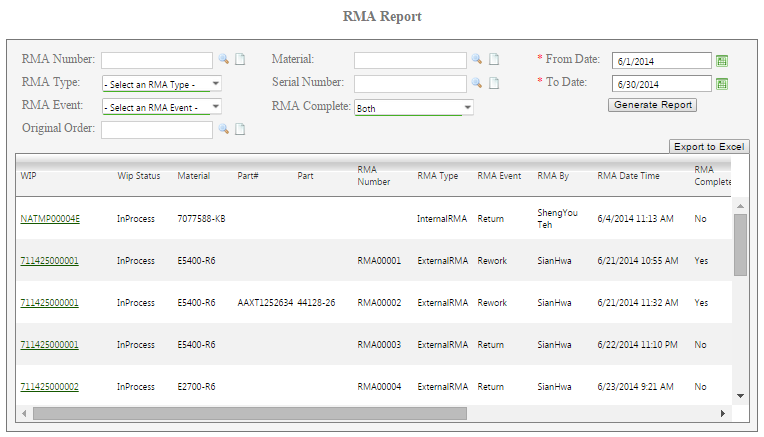 RMA Report
RMA Number: Material: * From Date: 6/1/2014
RMA Type: - Select an RMA Type - Serial Number: * To Date: 6/30/2014
RMA Event: - Select an RMA Event - RMA Complete: Both Generate Report
Original Order:
Export to Excel
WIP Wip Status Material Part# Part RMA Number RMA Type RMA Event RMA By RMA Date Time RMA Complete
NATMP00004E InProcess 7077588-KB InternalRMA Return ShengYou Teh 6/4/2014 11:13 AM No
711425000001 InProcess E5400-R6 RMA00001 ExternalRMA Rework SianHwa 6/21/2014 10:55 AM Yes
711425000001 InProcess E5400-R6 AAXT1252634 44128-26 RMA00002 ExternalRMA Rework SianHwa 6/21/2014 11:32 AM Yes
711425000001 InProcess E5400-R6 RMA00003 ExternalRMA Return SianHwa 6/22/2014 11:10 PM No
711425000002 InProcess E2700-R6 RMA00004 ExternalRMA Return SianHwa 6/23/2014 9:21 AM No